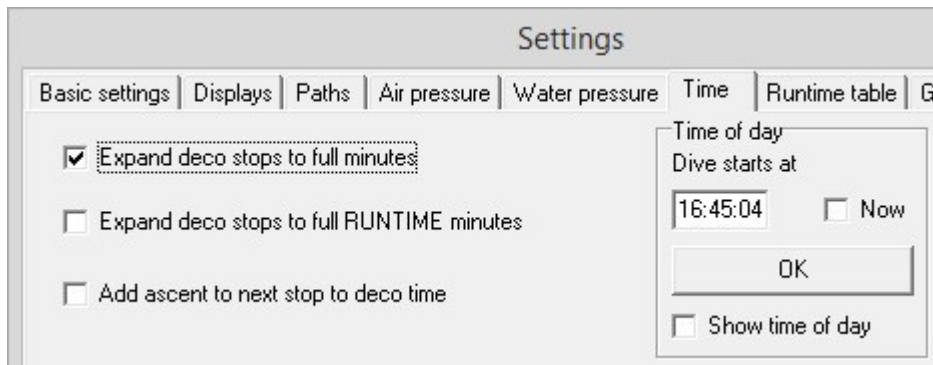 Settings
Basic settings Displays Paths Air pressure Water pressure Time Runtime table G
Expand deco stops to full minutes
Expand deco stops to full RUNTIME minutes
Add ascent to next stop to deco time
Time of day
Dive starts at
16:45:04 Now
OK
Show time of day